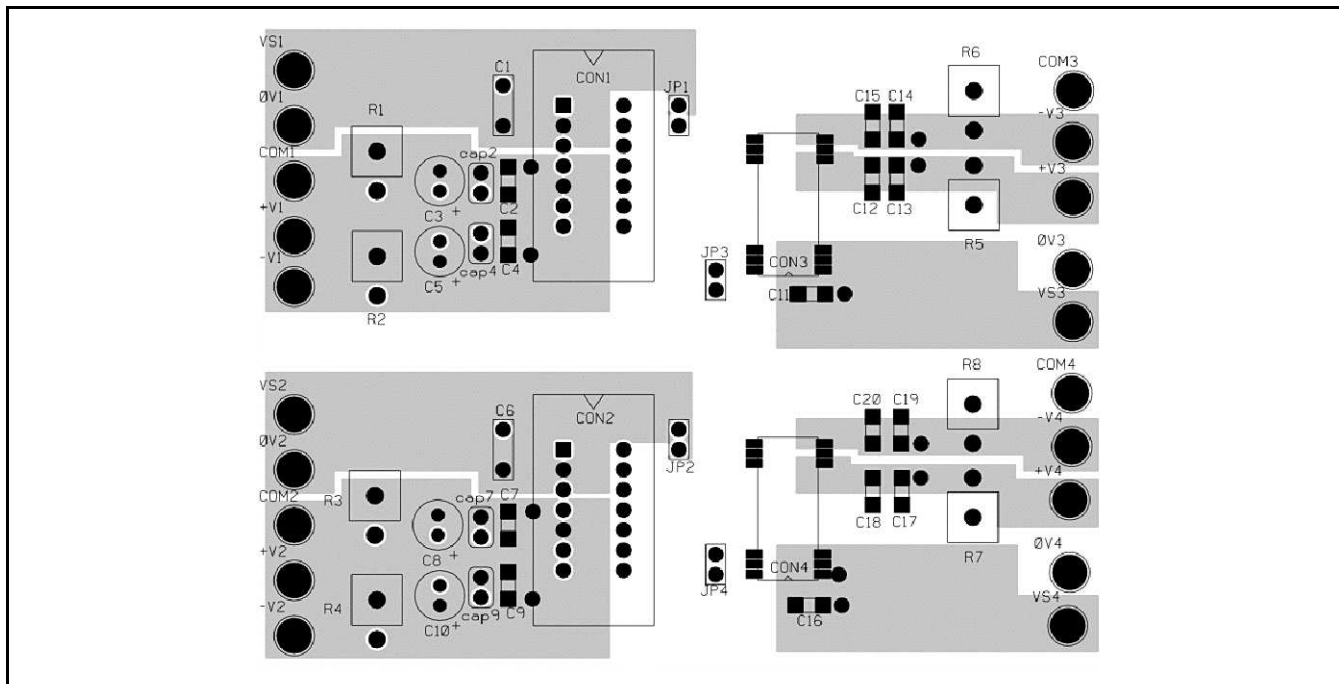 VS1
ØV1
COM1
+V1
-V1
R1
R2
C1
CON1
JP1
cap2
C3 +
C2
C4
C5 +
cap4
R6
COM3
C15 C14
-V3
+V3
C12 C13
R5
JP3
CON3
C11
ØV3
VS3
VS2
ØV2
COM2
+V2
-V2
R3
R4
C6
CON2
JP2
cap7
C7
C8 +
C10 +
cap9
C9
R8
COM4
C20 C19
-V4
+V4
C18 C17
R7
JP4
CON4
C16
ØV4
VS4